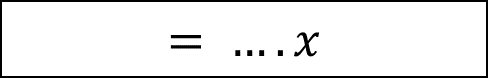 = ... . x